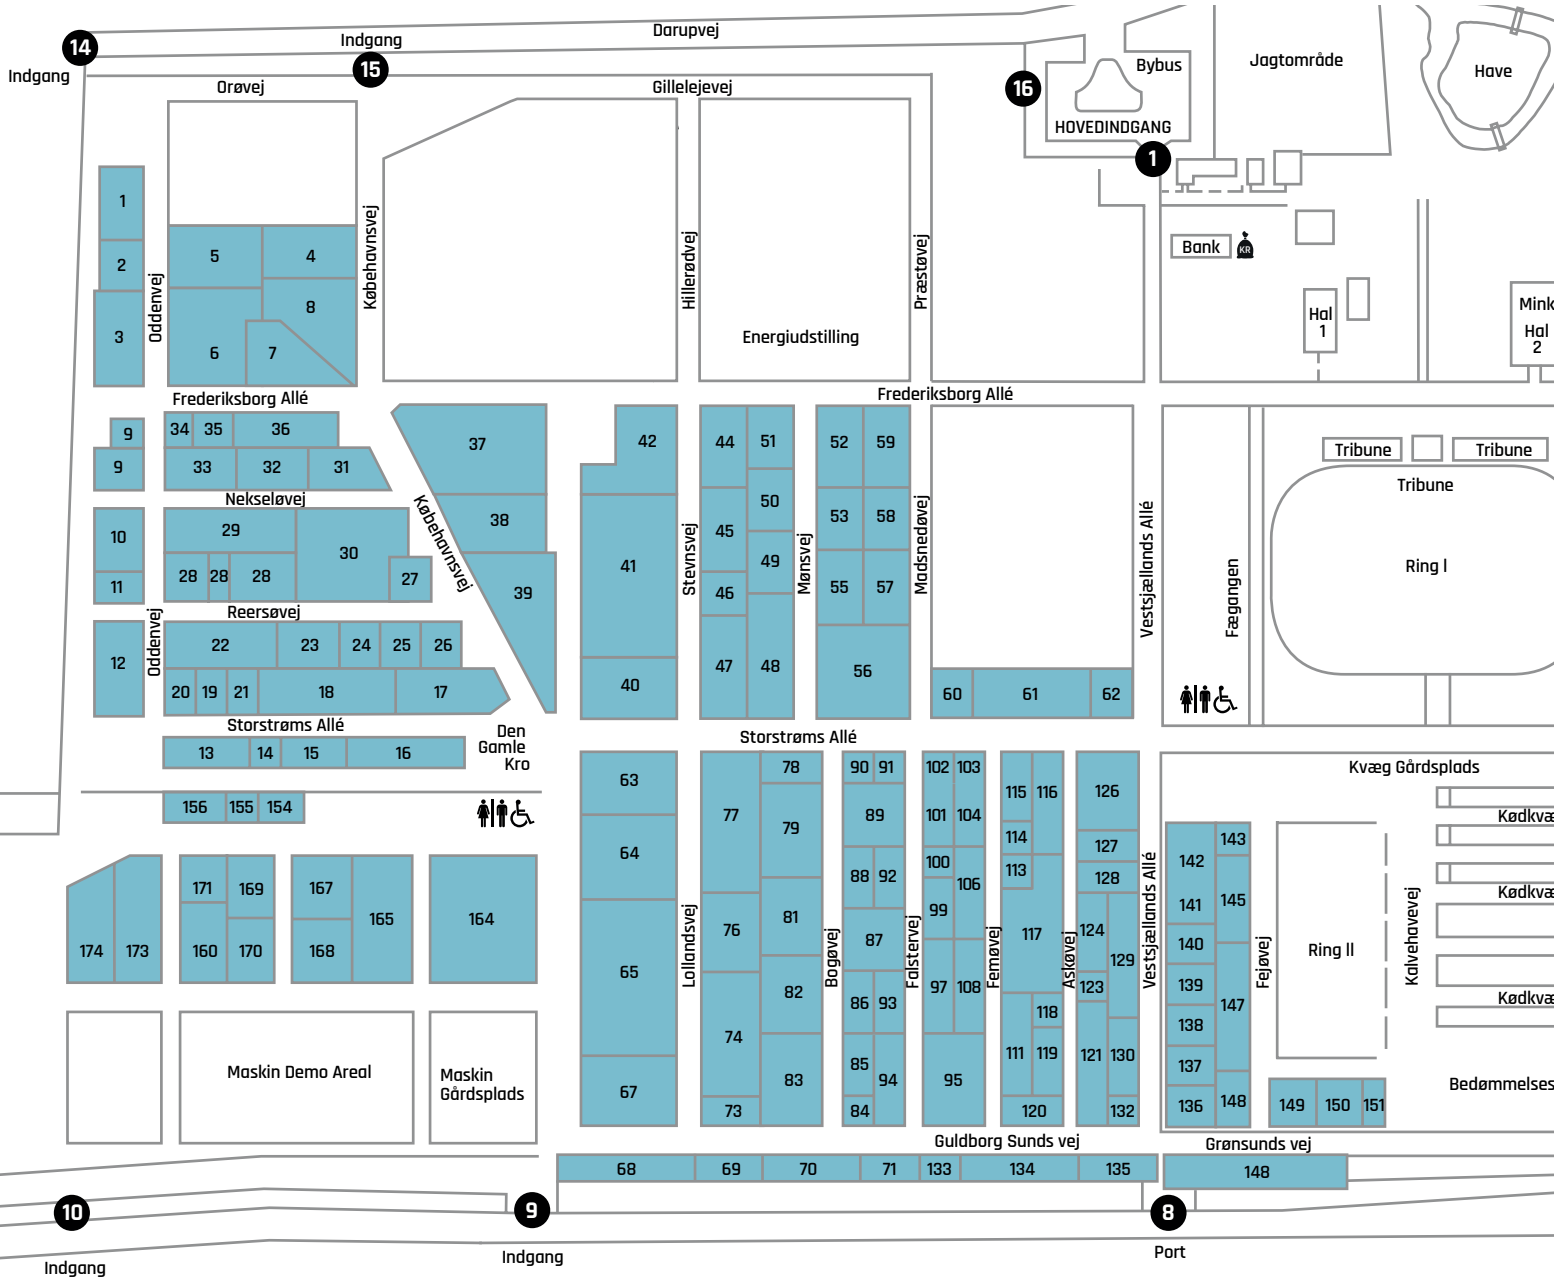 14
Indgang
Indgang
15
Darupvej
Orøvej
Gillelejevej
16
Bybus
HOVEDINDGANG
1
Jagtområde
Have
Bank
KR
Hal
1
Mink
Hal
2
1
2
3
Oddenvej
5
4
8
6
7
Købehavnsvej
Hillerødvej
Energiudstilling
Præstøvej
Frederiksborg Allé
Frederiksborg Allé
9
9
34
35
36
33
32
31
Nekseløvej
10
11
29
30
28
28
28
27
Reersøvej
12
Oddenvej
22
23
24
25
26
20
19
21
18
17
Storstrøms Allé
13
14
15
16
Den
Gamle
Kro
37
38
39
Købehavnsvej
42
41
40
Stevnsvej
44
51
50
45
49
46
47
48
Mønsvej
52
59
53
58
55
57
56
Madsnedøvej
60
61
62
Vestsjællands Allé
Fægangen
Tribune
Tribune
Tribune
Ring I
Storstrøms Allé
156
155
154
174
173
171
169
160
170
167
165
168
164
Maskin Demo Areal
Maskin
Gårdsplads
63
64
65
67
Lollandsvej
77
78
79
76
81
82
74
83
73
Bogøvej
90
91
89
88
92
87
86
93
85
94
84
Falstervej
102
103
101
104
100
106
99
97
108
95
Femøvej
115
116
114
113
117
118
111
119
120
Askøvej
126
127
128
124
129
123
121
130
132
Vestsjællands Allé
142
143
141
145
140
139
147
138
137
136
148
Fejøvej
Kvæg Gårdsplads
Ring II
Kalvehavevej
Kødkvæ
Kødkvæ
Kødkvæ
149
150
151
Bedømmelses
Guldborg Sunds vej
Grønsunds vej
68
69
70
71
133
134
135
148
10
Indgang
9
Indgang
8
Port